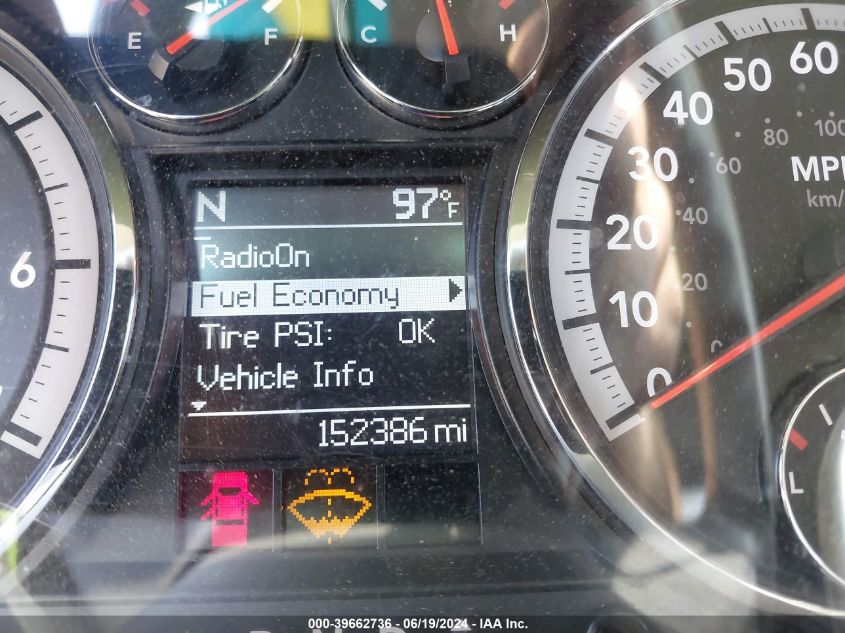 E F C H
N 97°F
RadioOn
Fuel Economy
Tire PSI: OK
Vehicle Info
152386 mi
6
0 10 20 30 40 50 60
0 20 40 60 80 100
MPH
km/
L
000-39662736 - 06/19/2024 - IAA Inc.